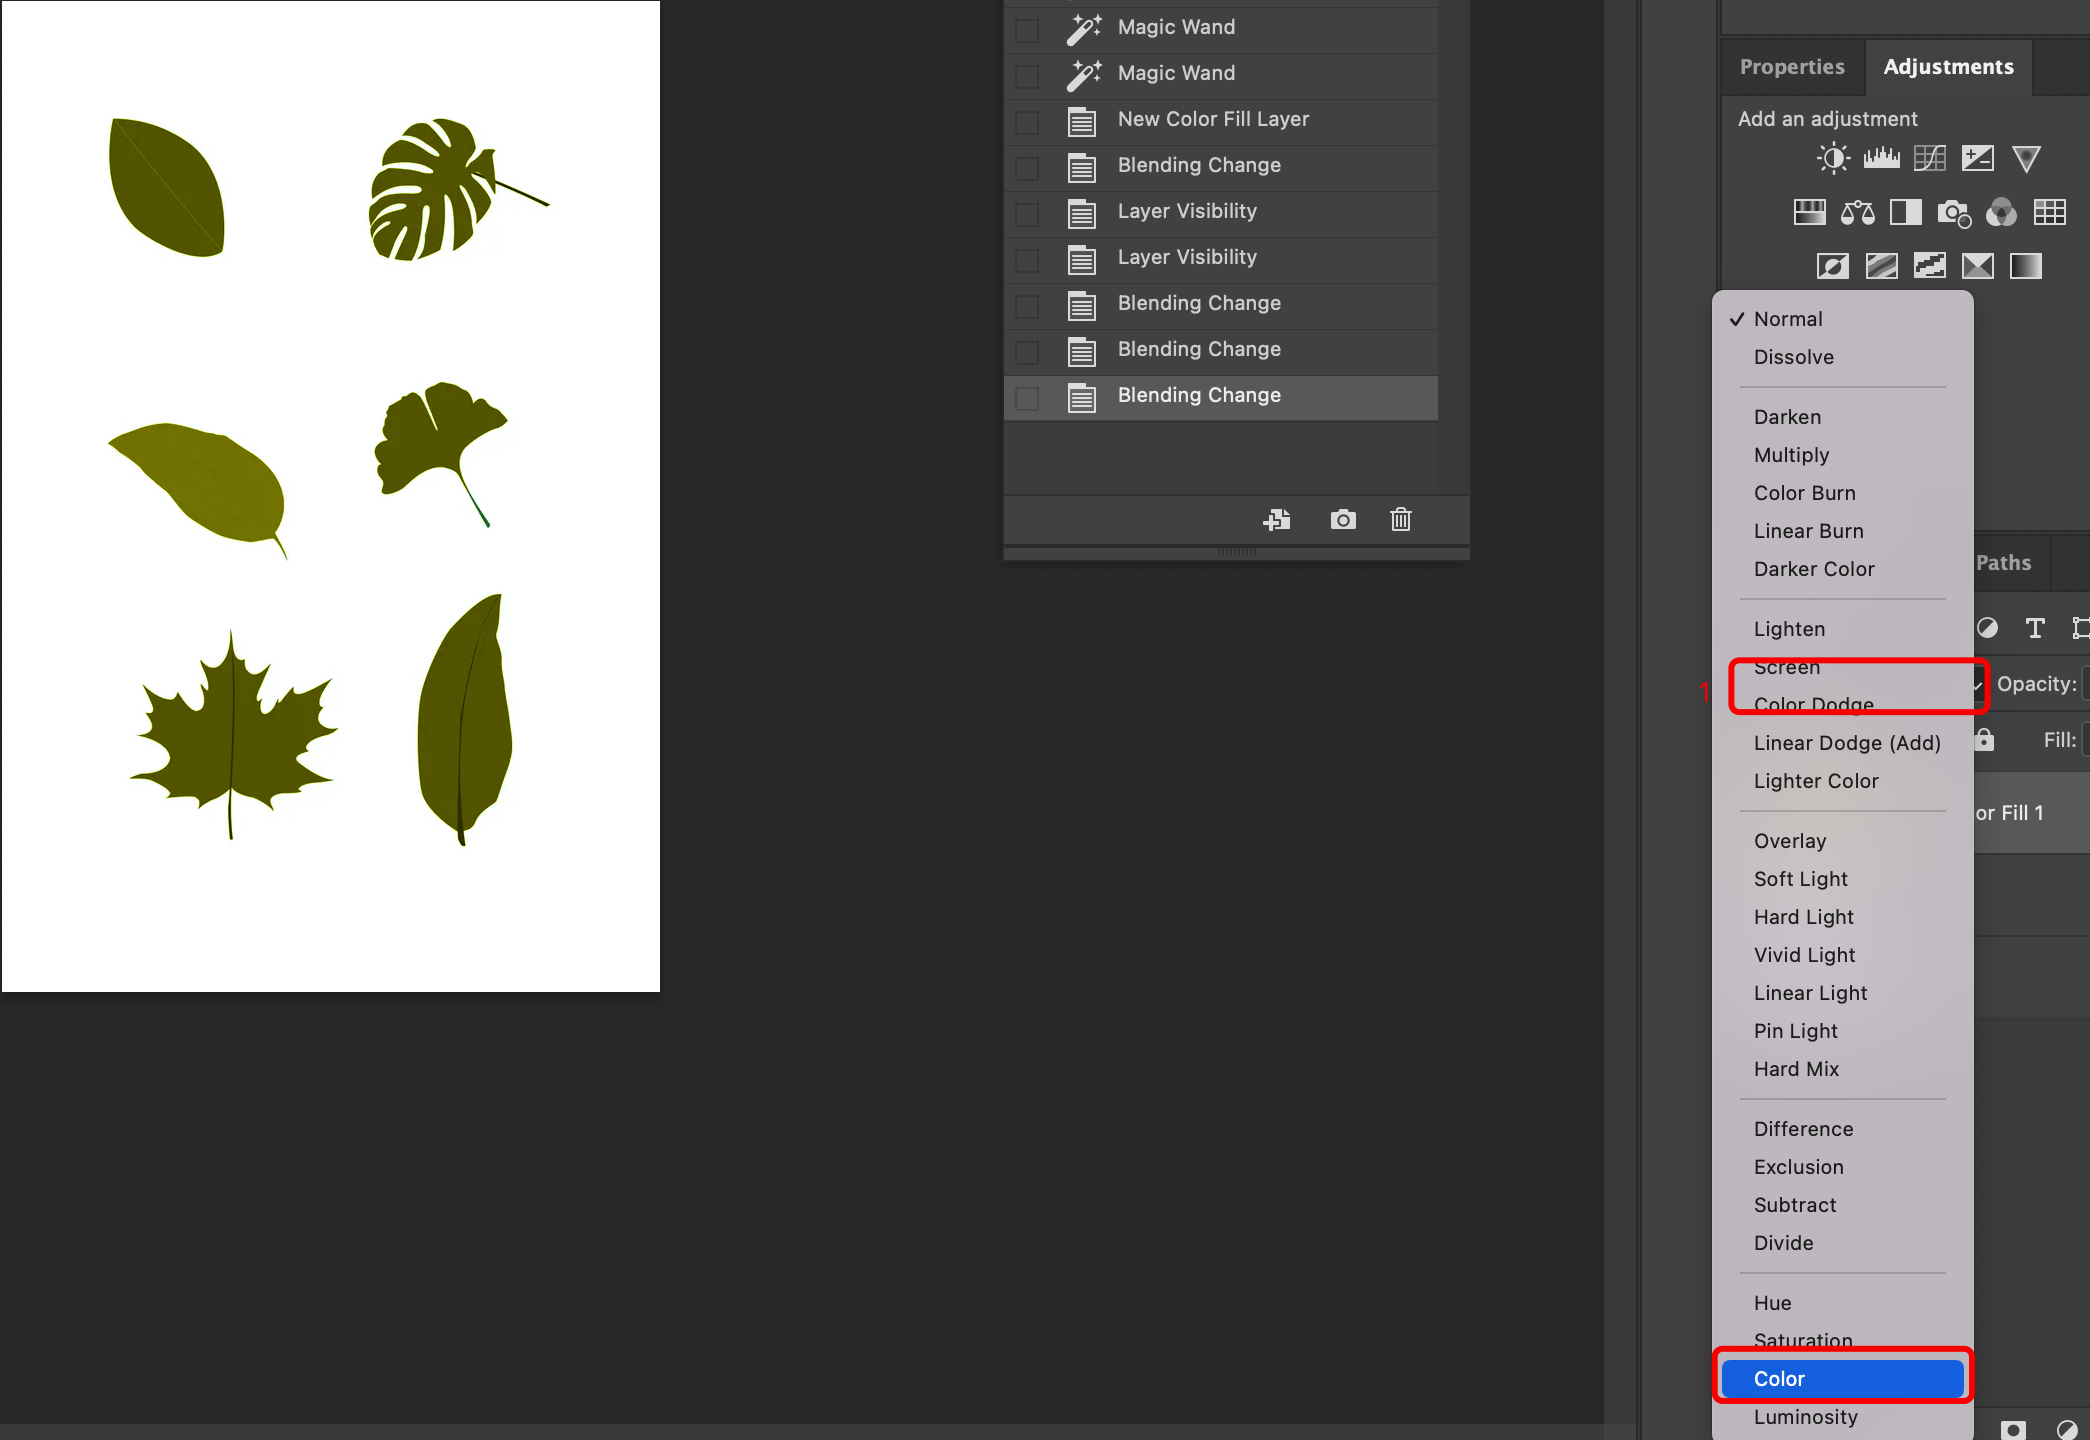 Magic Wand
Magic Wand
New Color Fill Layer
Blending Change
Layer Visibility
Layer Visibility
Blending Change
Blending Change
Blending Change
Properties
Adjustments
Add an adjustment
Normal
Dissolve
Darken
Multiply
Color Burn
Linear Burn
Darker Color
Lighten
Screen
Color Dodge
Linear Dodge (Add)
Lighter Color
Overlay
Soft Light
Hard Light
Vivid Light
Linear Light
Pin Light
Hard Mix
Difference
Exclusion
Subtract
Divide
Hue
Saturation
Color
Luminosity
1
Paths
Opacity:
Fill:
or Fill 1